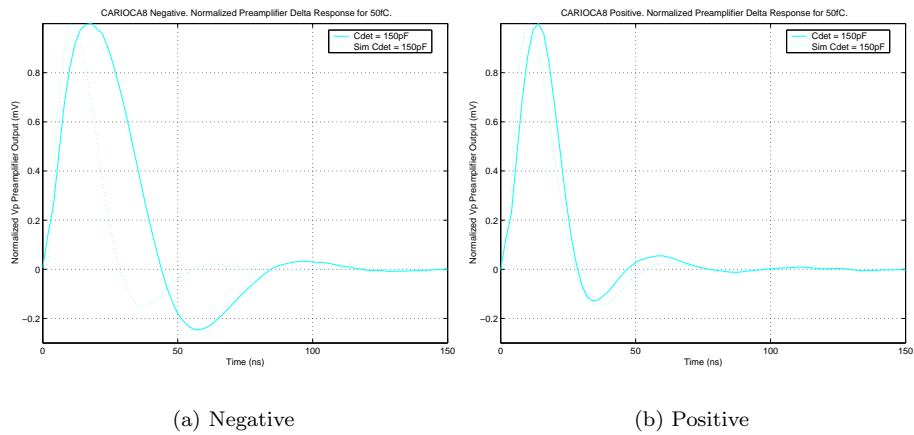 CARIOCA8 Negative. Normalized Preamplifier Delta Response for 50fC.
Normalized Vp Preamplifier Output (mV)
0.8
0.6
0.4
0.2
0
−0.2
0
50
100
150
Time (ns)
Cdet = 150pF
Sim Cdet = 150pF
(a) Negative
CARIOCA8 Positive. Normalized Preamplifier Delta Response for 50fC.
Normalized Vp Preamplifier Output (mV)
0.8
0.6
0.4
0.2
0
−0.2
0
50
100
150
Time (ns)
Cdet = 150pF
Sim Cdet = 150pF
(b) Positive